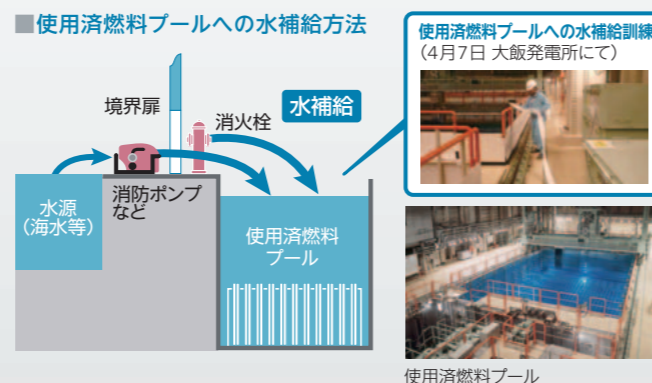 ■使用済燃料プールへの水補給方法
境界扉
消火栓
水補給
水源
(海水等)
消防ポンプ
など
使用済燃料
プール
使用済燃料プールへの水補給訓練
(4月7日 大飯発電所にて)
使用済燃料プール